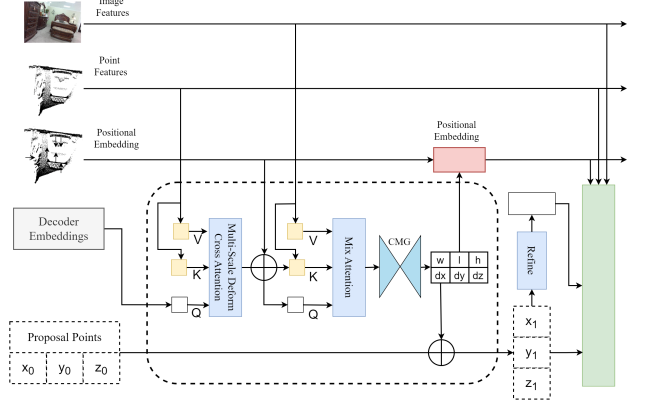 Image
Features
Point
Features
Positional
Embedding
Positional
Embedding
Decoder
Embeddings
V
K
Q
Multi-Scale Deform
Cross Attention
V
K
Q
Mix Attention
CMG
w l h
dx dy dz
Refine
Proposal Points
x0 y0 z0
x1
y1
z1